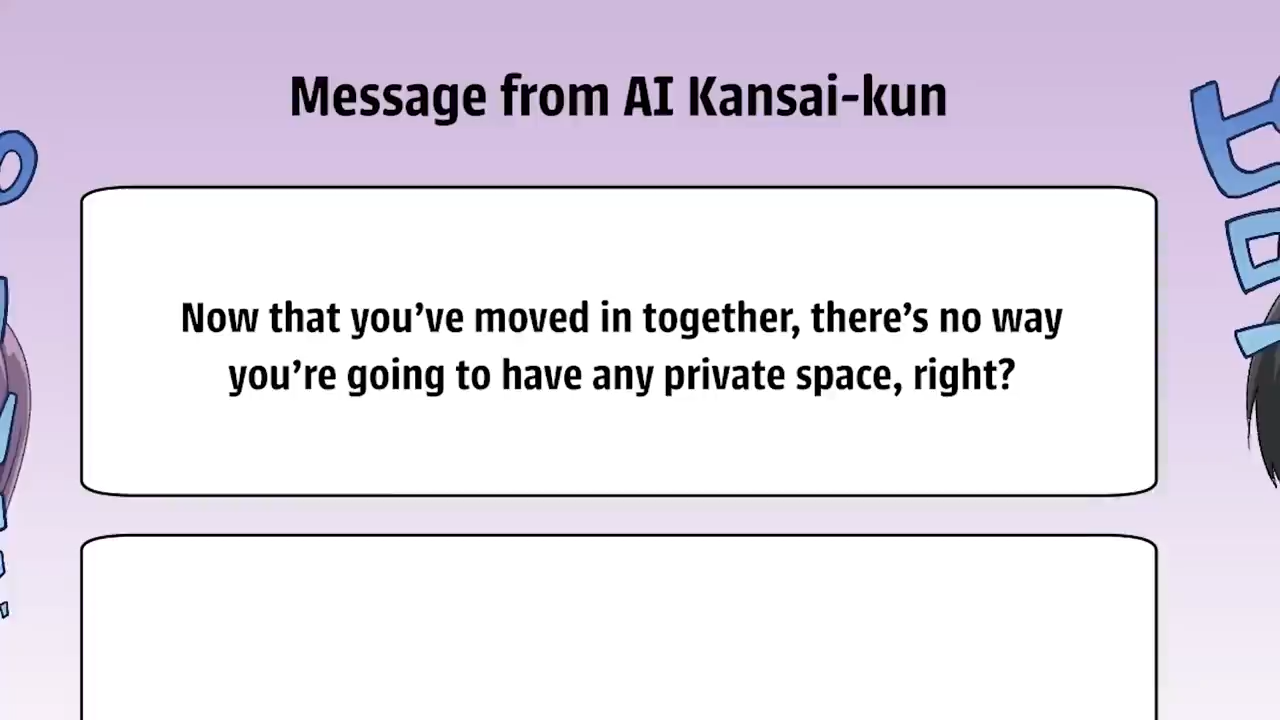 Message from AI Kansai-kun
Now that you've moved in together, there's no way
you're going to have any private space, right?